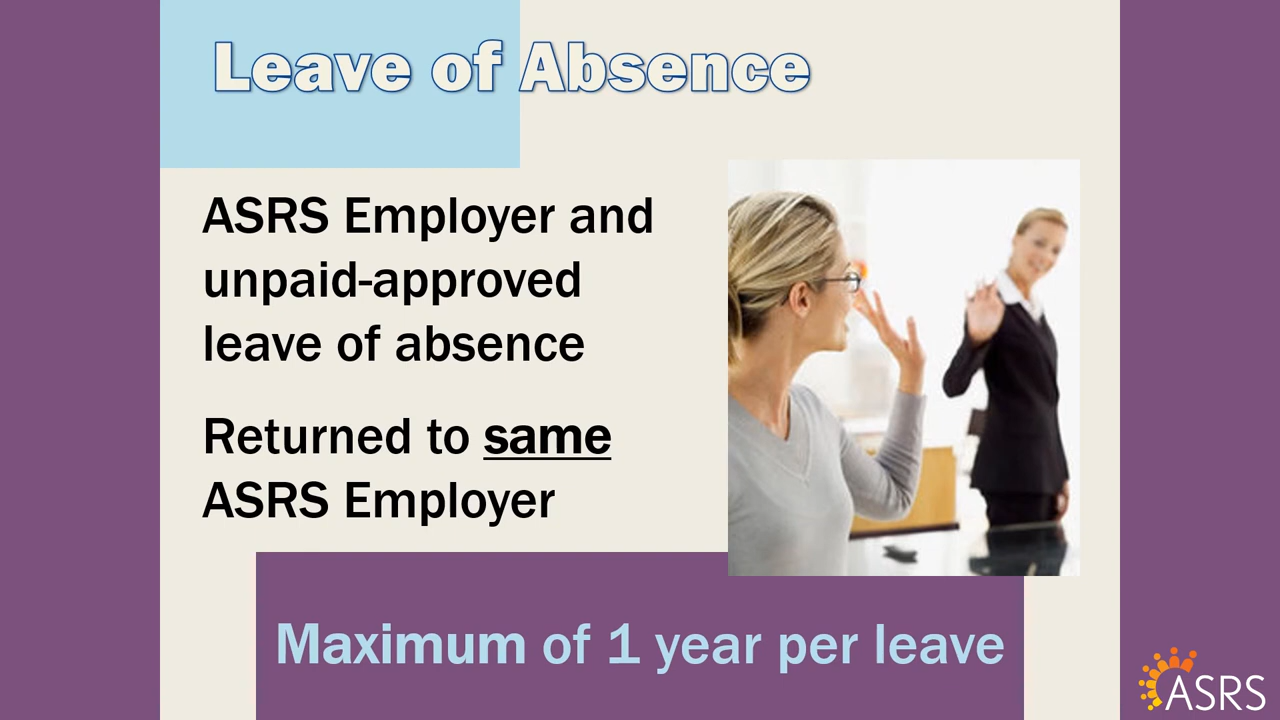 Leave of Absence
ASRS Employer and
unpaid-approved
leave of absence
Returned to same
ASRS Employer
Maximum of 1 year per leave
ASRS